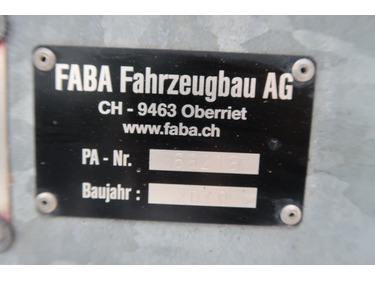 FABA Fahrzeugbau AG
CH - 9463 Oberriet
www.faba.ch
PA - Nr.
Baujahr :